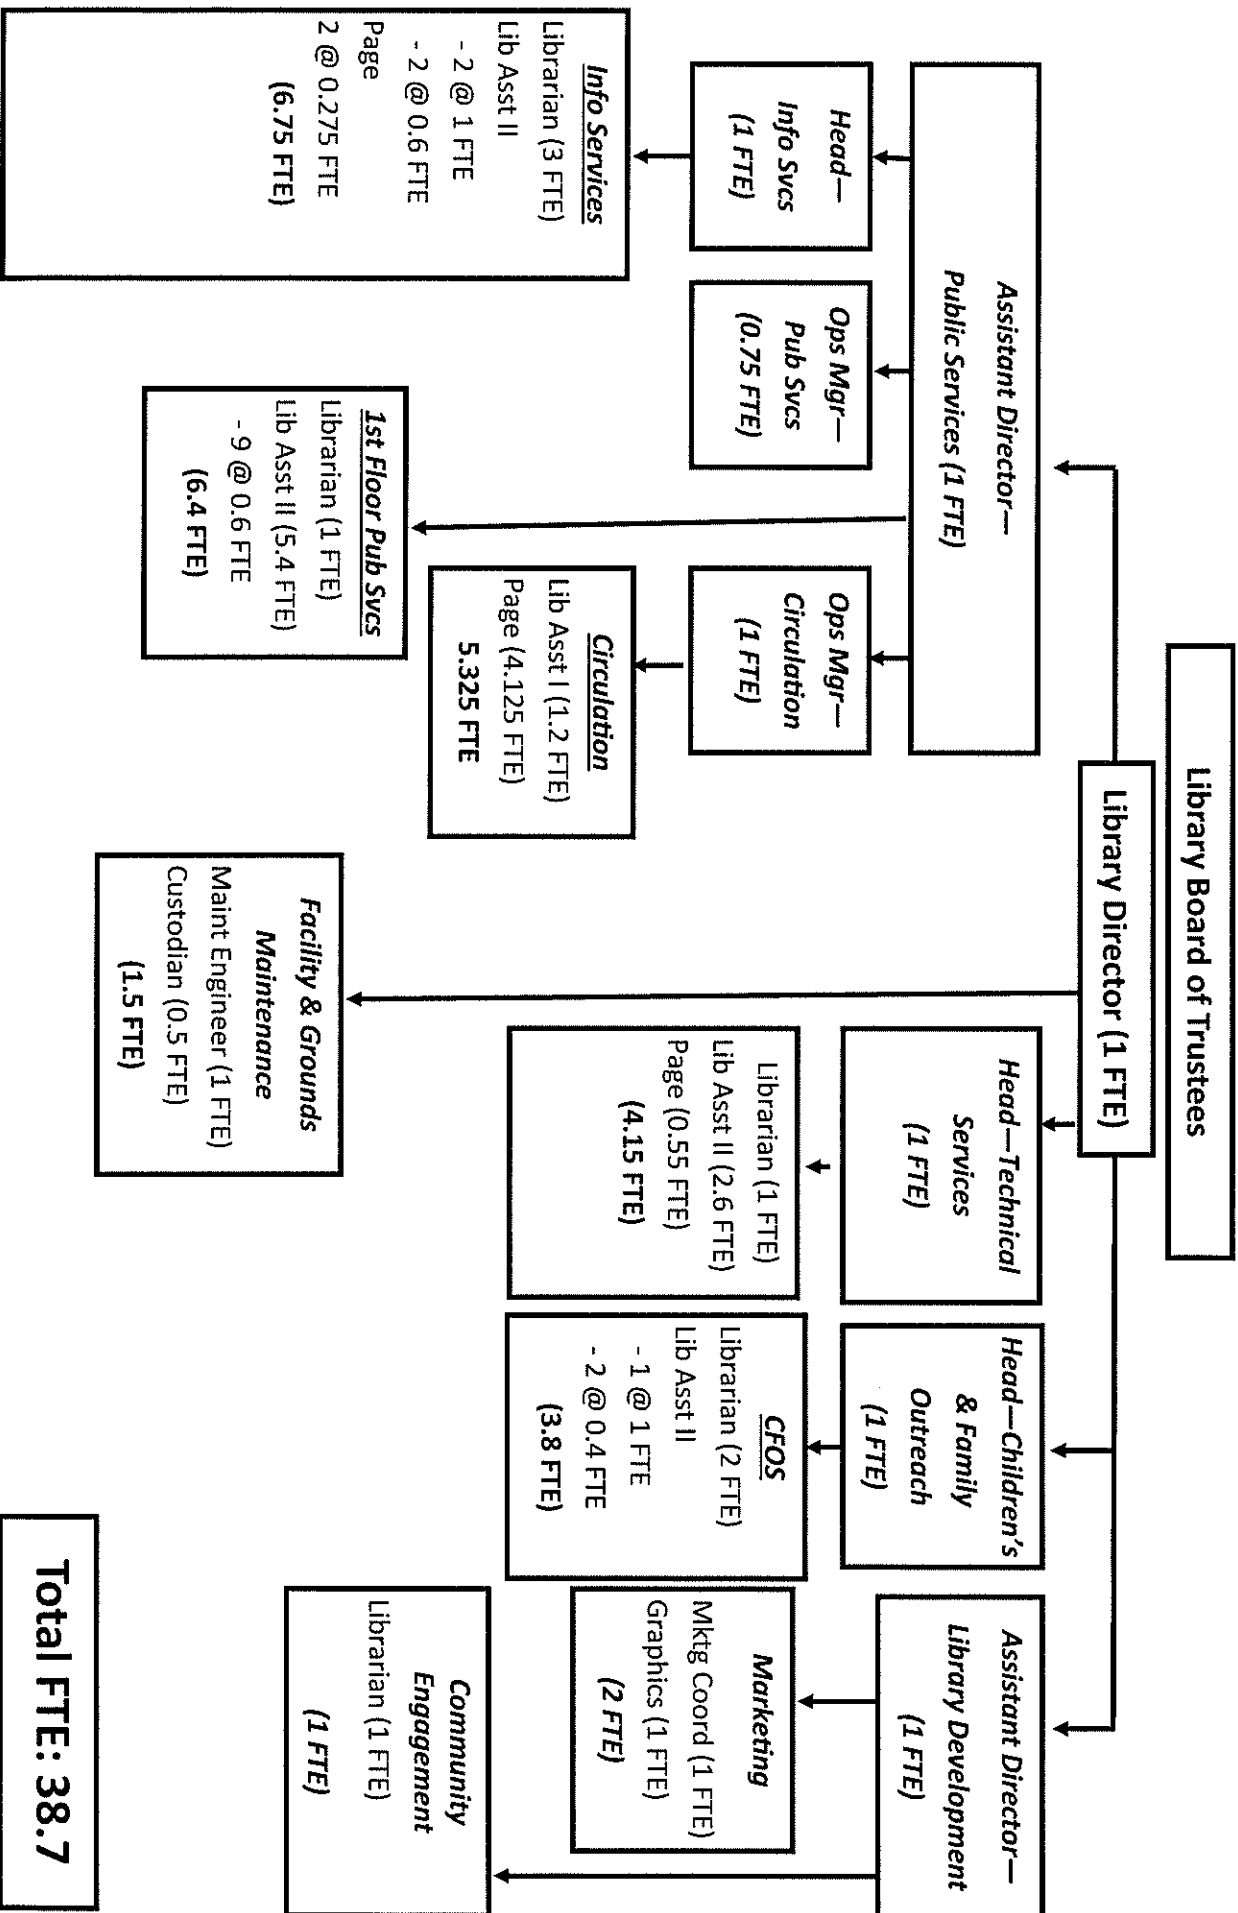 Library Board of Trustees
Library Director (1 FTE)
Assistant Director—
Public Services (1 FTE)
Head—
Info Svcs
(1 FTE)
Ops Mgr—
Pub Svcs
(0.75 FTE)
Ops Mgr—
Circulation
(1 FTE)
Info Services
Librarian (3 FTE)
Lib Asst II
- 2 @ 1 FTE
- 2 @ 0.6 FTE
Page
2 @ 0.275 FTE
(6.75 FTE)
1st Floor Pub Svcs
Librarian (1 FTE)
Lib Asst II (5.4 FTE)
- 9 @ 0.6 FTE
(6.4 FTE)
Circulation
Lib Asst I (1.2 FTE)
Page (4.125 FTE)
5.325 FTE
Facility & Grounds
Maintenance
Maint Engineer (1 FTE)
Custodian (0.5 FTE)
(1.5 FTE)
Head—Technical
Services
(1 FTE)
Librarian (1 FTE)
Lib Asst II (2.6 FTE)
Page (0.55 FTE)
(4.15 FTE)
Head—Children's
& Family
Outreach
(1 FTE)
CFOS
Librarian (2 FTE)
Lib Asst II
- 1 @ 1 FTE
- 2 @ 0.4 FTE
(3.8 FTE)
Assistant Director—
Library Development
(1 FTE)
Marketing
Mktg Coord (1 FTE)
Graphics (1 FTE)
(2 FTE)
Community
Engagement
Librarian (1 FTE)
(1 FTE)
Total FTE: 38.7